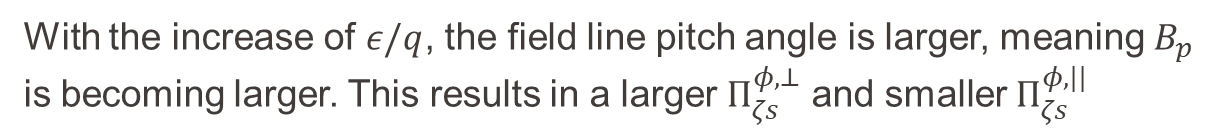 With the increase of ϵ/q, the field line pitch angle is larger, meaning B_p
is becoming larger. This results in a larger Π_{ζs}^{ϕ,⊥} and smaller Π_{ζs}^{ϕ,||}